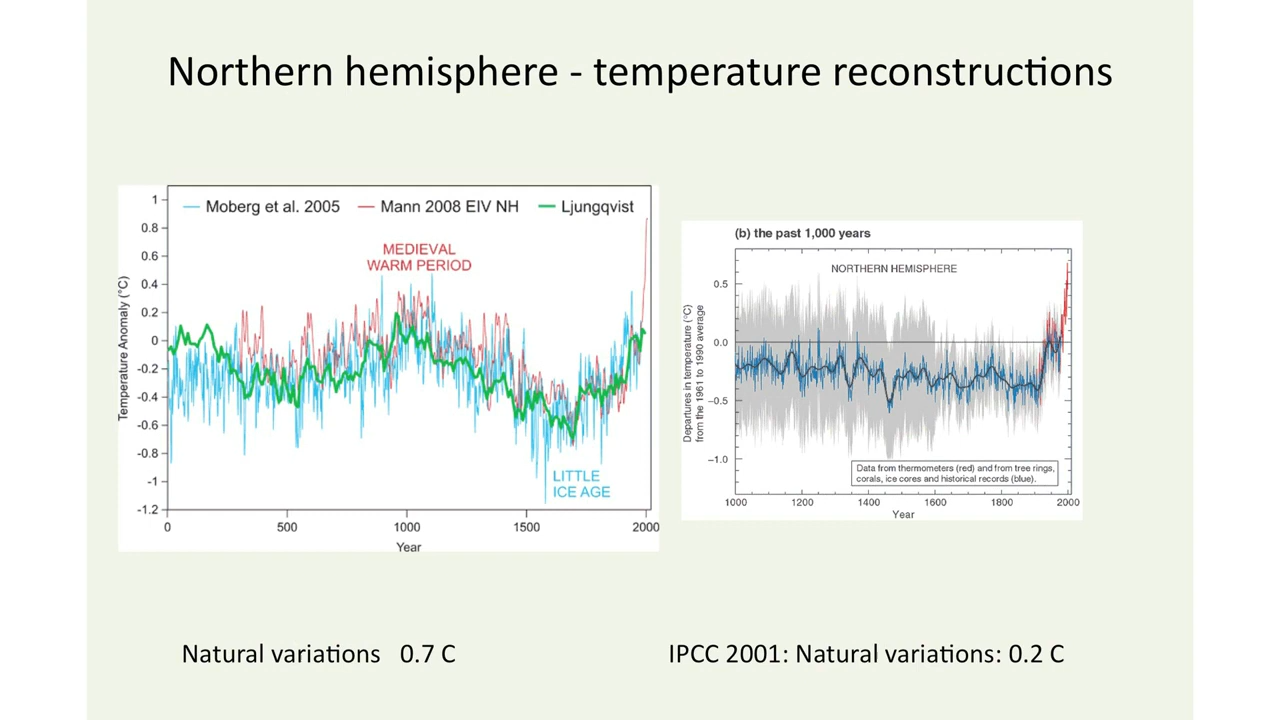 Northern hemisphere - temperature reconstructions
Moberg et al. 2005 Mann 2008 EIV NH Ljungqvist
MEDIEVAL
WARM PERIOD
LITTLE
ICE AGE
Temperature Anomaly (°C)
1
0.8
0.6
0.4
0.2
0
-0.2
-0.4
-0.6
-0.8
-1
-1.2
0 500 1000 1500 2000
Year
(b) the past 1,000 years
NORTHERN HEMISPHERE
Departures in temperature (°C)
from the 1961 to 1990 average
0.5
0.0
−0.5
−1.0
Data from thermometers (red) and from tree rings,
corals, ice cores and historical records (blue).
1000 1200 1400 1600 1800 2000
Year
Natural variations 0.7 C
IPCC 2001: Natural variations: 0.2 C